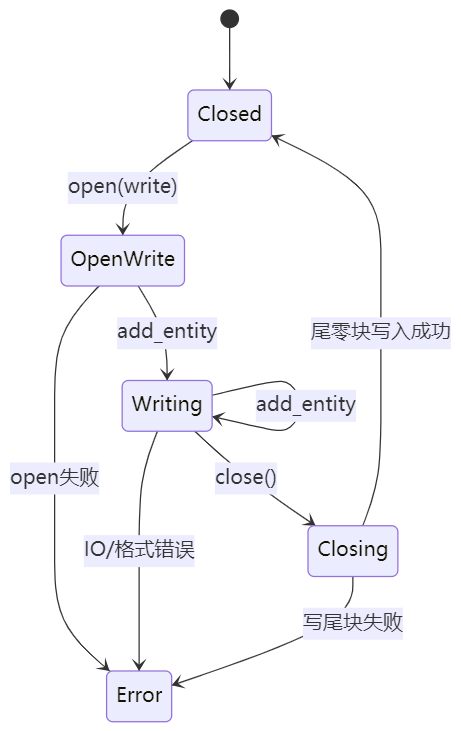 Closed
open(write)
OpenWrite
add_entity
尾零块写入成功
Writing
add_entity
open失败
close()
IO/格式错误
Closing
写尾块失败
Error